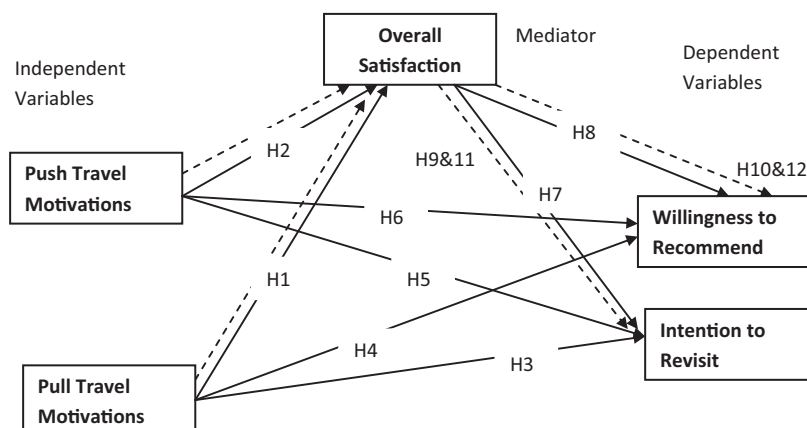 Overall
Satisfaction
Mediator
Dependent
Variables
Independent
Variables
H2
H8
H9&11
H10&12
Push Travel
Motivations
H7
H6
Willingness to
Recommend
H1
H5
H4
H3
Intention to
Revisit
Pull Travel
Motivations